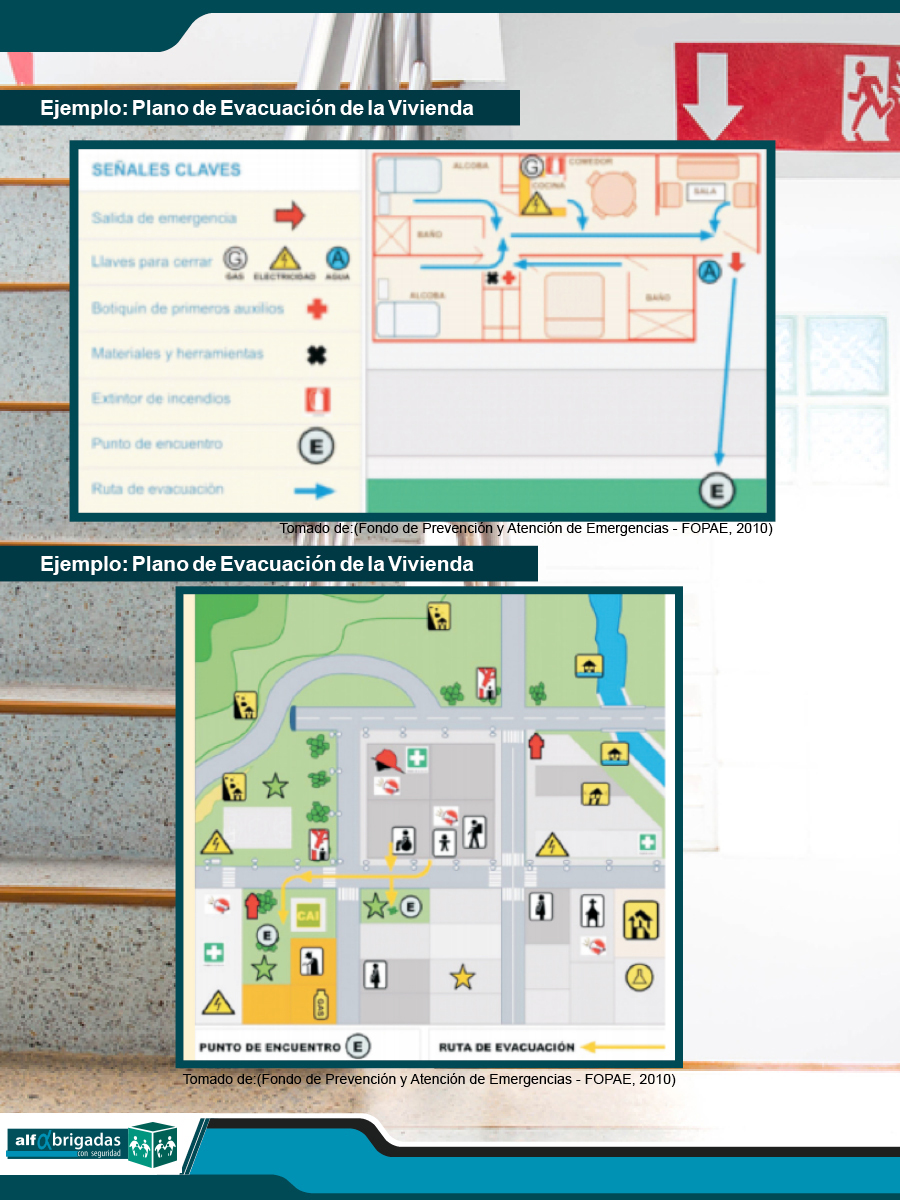 Ejemplo: Plano de Evacuación de la Vivienda
SEÑALES CLAVES
Salida de emergencia
Llaves para cerrar
G
A
GAS
ELECTRICIDAD
AGUA
Botiquín de primeros auxilios
Materiales y herramientas
Extintor de incendios
Punto de encuentro
E
Ruta de evacuación
ALCOBA
G
COMEDOR
COCINA
SALA
BAÑO
A
ALCOBA
BAÑO
E
Tomado de:(Fondo de Prevención y Atención de Emergencias - FOPAE, 2010)
Ejemplo: Plano de Evacuación de la Vivienda
CAI
E
E
GAS
PUNTO DE ENCUENTRO E
RUTA DE EVACUACIÓN
Tomado de:(Fondo de Prevención y Atención de Emergencias - FOPAE, 2010)
alfabrigadas
con seguridad